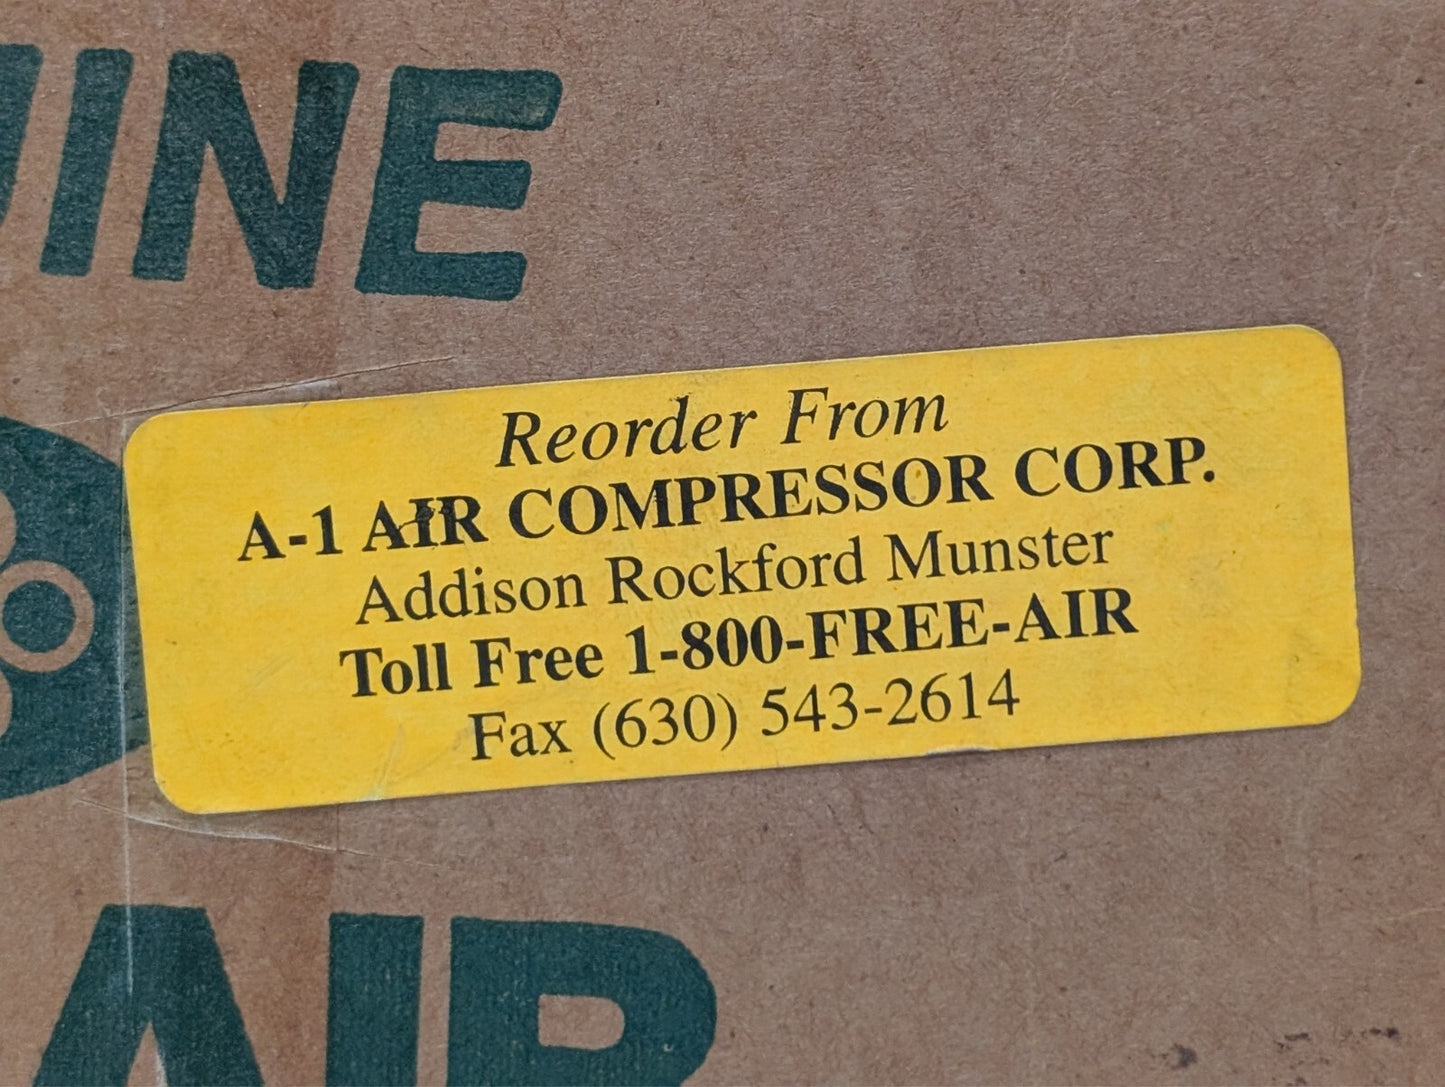 UINE
Reorder From
A-1 AIR COMPRESSOR CORP.
Addison Rockford Munster
Toll Free 1-800-FREE-AIR
Fax (630) 543-2614
AIR